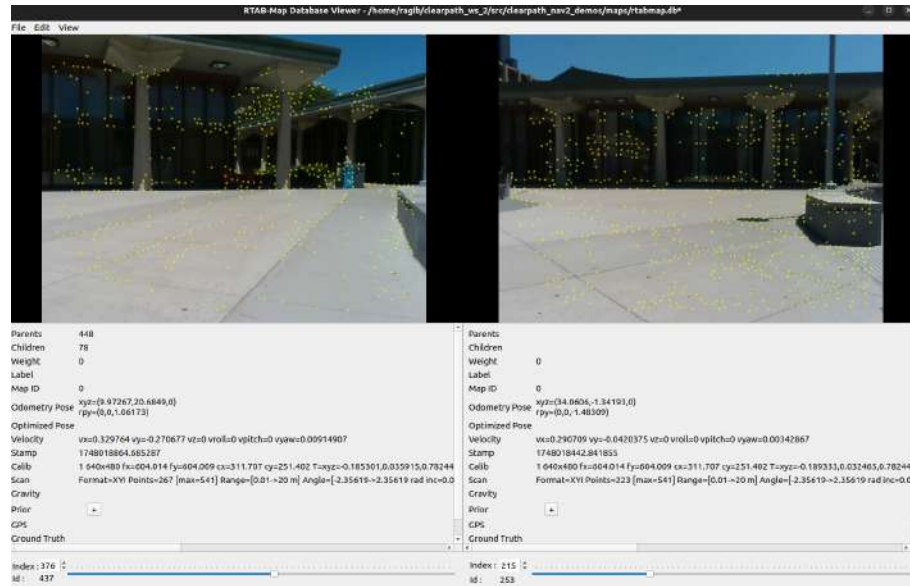 RTAB-Map Database Viewer - /home/ragib/clearpath_ws_2/src/clearpath_nav2_demos/maps/rtabmap.db*
File Edit View
Parents 448
Children 78
Weight 0
Label
Map ID 0
Odometry Pose xyz=(9.97267,20.6849,0)
rpy=(0,0,1.06173)
Optimized Pose
Velocity vx=0.329764 vy=-0.270677 vz=0 vroll=0 vpitch=0 vyaw=0.00914907
Stamp 1748018864.685287
Calib 1 640x480 fx=604.014 fy=604.009 cx=311.707 cy=251.402 T=xyz=-0.185301,0.035915,0.78244
Scan Format=XYI Points=267 [max=541] Range=[0.01->20 m] Angle=[-2.35619->2.35619 rad inc=0.0
Gravity
Prior +
GPS
Ground Truth
Index: 376
Id: 437
Parents
Children
Weight 0
Label
Map ID 0
Odometry Pose xyz=(34.0606,-1.34193,0)
rpy=(0,0,-1.48309)
Optimized Pose
Velocity vx=0.290709 vy=-0.0420375 vz=0 vroll=0 vpitch=0 vyaw=0.00342867
Stamp 1748018442.841855
Calib 1 640x480 fx=604.014 fy=604.009 cx=311.707 cy=251.402 T=xyz=-0.189333,0.032465,0.78244
Scan Format=XYI Points=223 [max=541] Range=[0.01->20 m] Angle=[-2.35619->2.35619 rad inc=0.0
Gravity
Prior +
GPS
Ground Truth
Index: 215
Id: 253